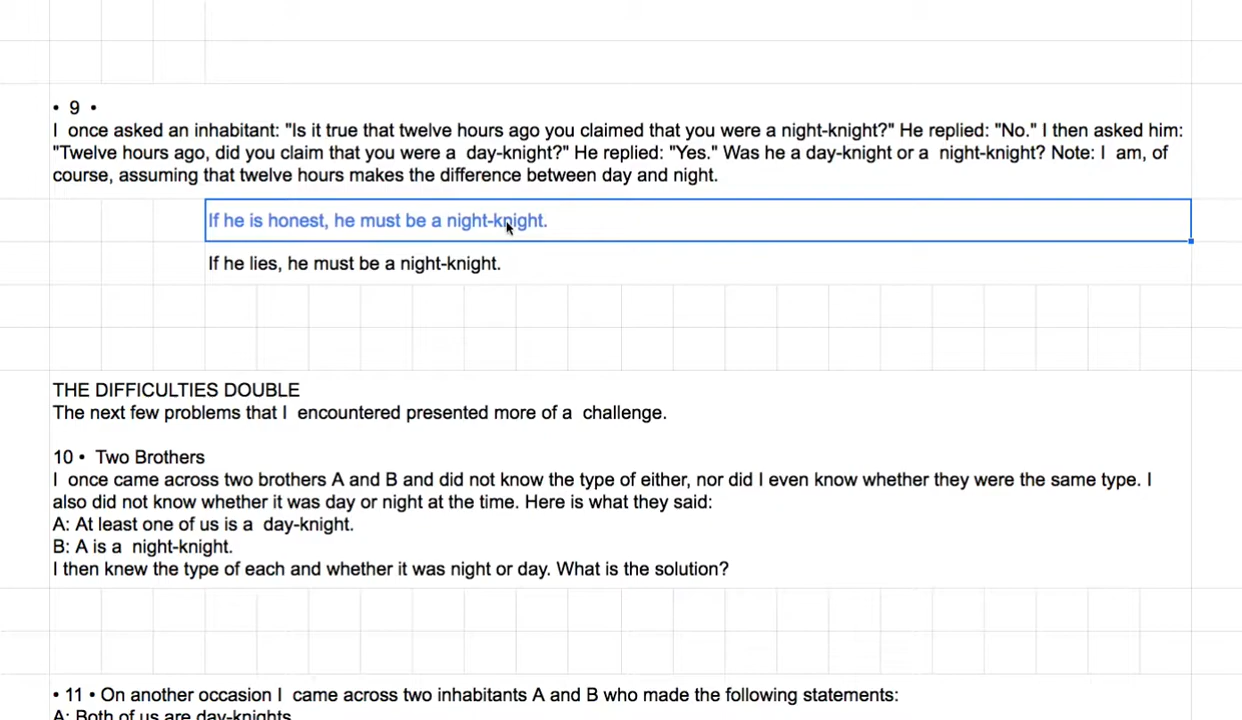 • 9 •
I once asked an inhabitant: "Is it true that twelve hours ago you claimed that you were a night-knight?" He replied: "No." I then asked him:
"Twelve hours ago, did you claim that you were a day-knight?" He replied: "Yes." Was he a day-knight or a night-knight? Note: I am, of
course, assuming that twelve hours makes the difference between day and night.
If he is honest, he must be a night-knight.
If he lies, he must be a night-knight.
THE DIFFICULTIES DOUBLE
The next few problems that I encountered presented more of a challenge.
10 • Two Brothers
I once came across two brothers A and B and did not know the type of either, nor did I even know whether they were the same type. I
also did not know whether it was day or night at the time. Here is what they said:
A: At least one of us is a day-knight.
B: A is a night-knight.
I then knew the type of each and whether it was night or day. What is the solution?
• 11 • On another occasion I came across two inhabitants A and B who made the following statements:
A: Both of us are day-knights